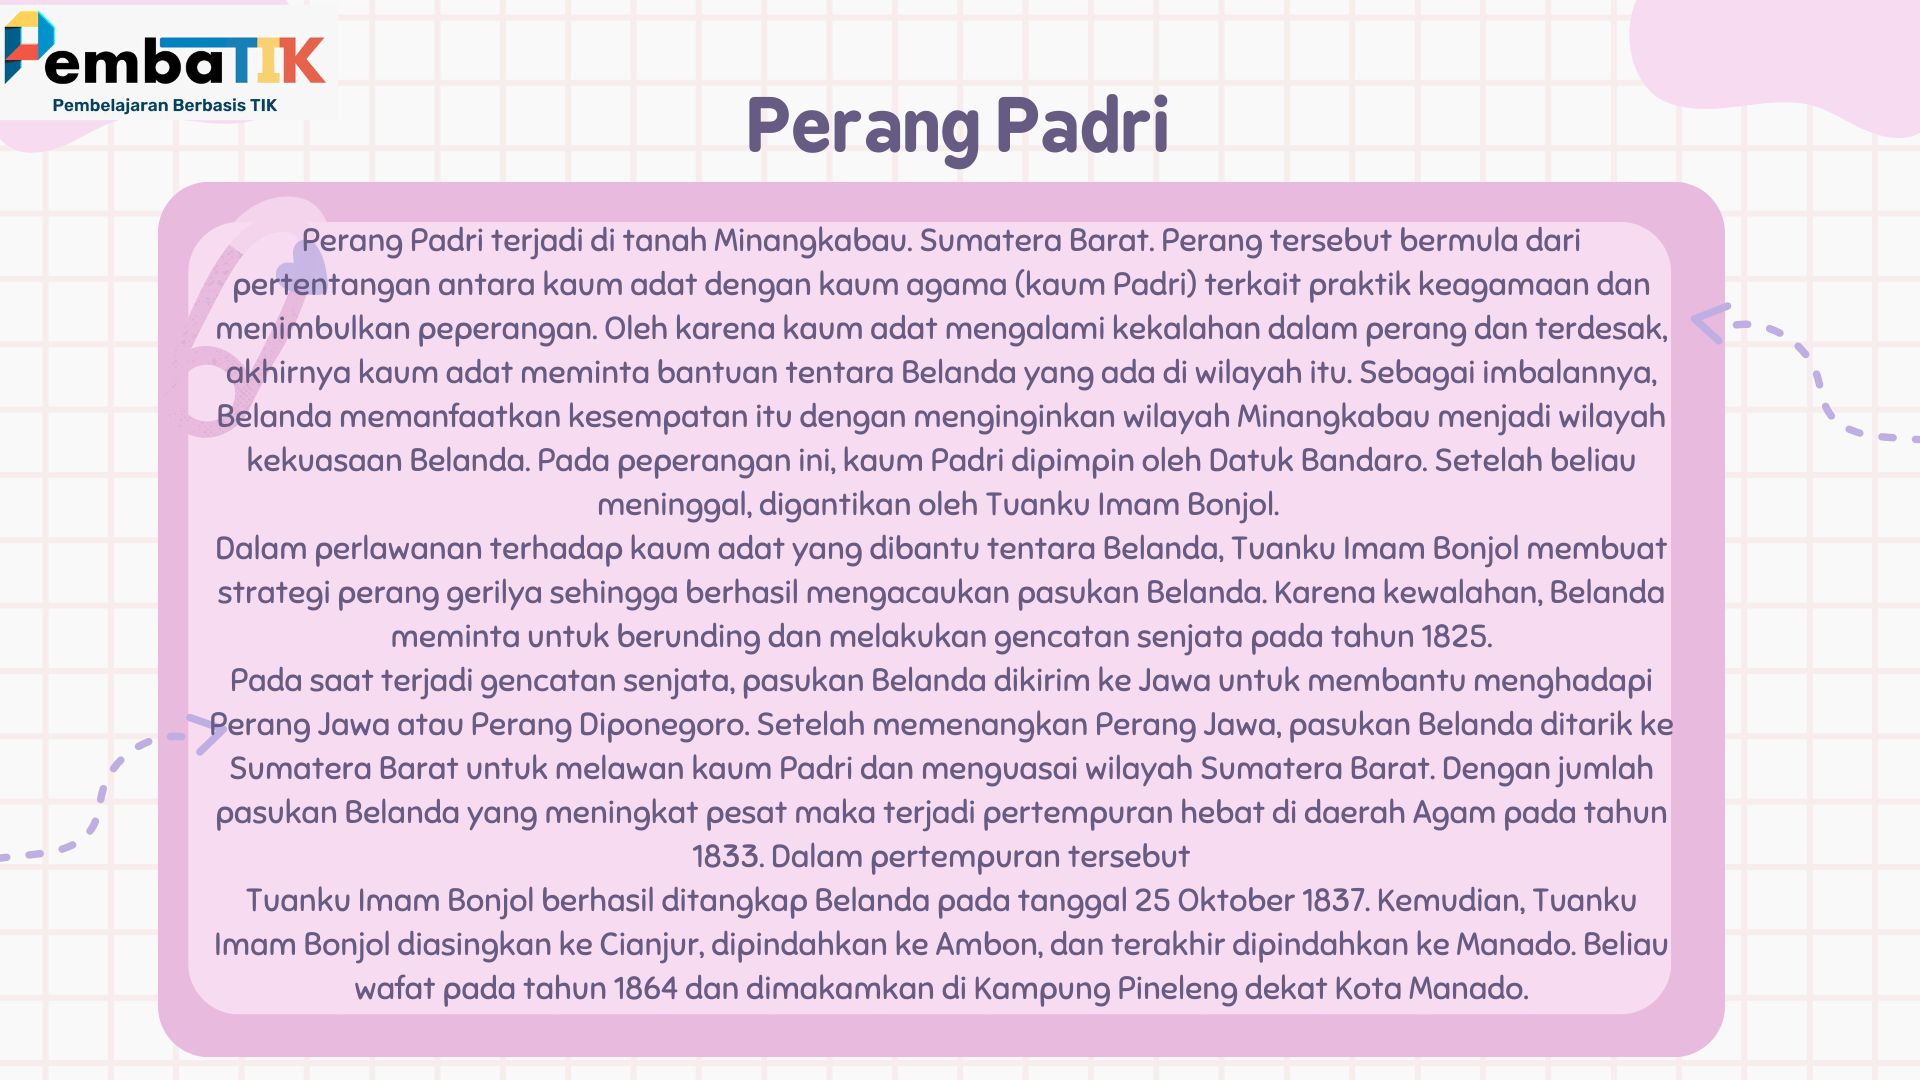 PembaTIK
Pembelajaran Berbasis TIK
Perang Padri
Perang Padri terjadi di tanah Minangkabau. Sumatera Barat. Perang tersebut bermula dari
pertentangan antara kaum adat dengan kaum agama (kaum Padri) terkait praktik keagamaan dan
menimbulkan peperangan. Oleh karena kaum adat mengalami kekalahan dalam perang dan terdesak,
akhirnya kaum adat meminta bantuan tentara Belanda yang ada di wilayah itu. Sebagai imbalannya,
Belanda memanfaatkan kesempatan itu dengan menginginkan wilayah Minangkabau menjadi wilayah
kekuasaan Belanda. Pada peperangan ini, kaum Padri dipimpin oleh Datuk Bandaro. Setelah beliau
meninggal, digantikan oleh Tuanku Imam Bonjol.
Dalam perlawanan terhadap kaum adat yang dibantu tentara Belanda, Tuanku Imam Bonjol membuat
strategi perang gerilya sehingga berhasil mengacaukan pasukan Belanda. Karena kewalahan, Belanda
meminta untuk berunding dan melakukan gencatan senjata pada tahun 1825.
Pada saat terjadi gencatan senjata, pasukan Belanda dikirim ke Jawa untuk membantu menghadapi
Perang Jawa atau Perang Diponegoro. Setelah memenangkan Perang Jawa, pasukan Belanda ditarik ke
Sumatera Barat untuk melawan kaum Padri dan menguasai wilayah Sumatera Barat. Dengan jumlah
pasukan Belanda yang meningkat pesat maka terjadi pertempuran hebat di daerah Agam pada tahun
1833. Dalam pertempuran tersebut
Tuanku Imam Bonjol berhasil ditangkap Belanda pada tanggal 25 Oktober 1837. Kemudian, Tuanku
Imam Bonjol diasingkan ke Cianjur, dipindahkan ke Ambon, dan terakhir dipindahkan ke Manado. Beliau
wafat pada tahun 1864 dan dimakamkan di Kampung Pineleng dekat Kota Manado.